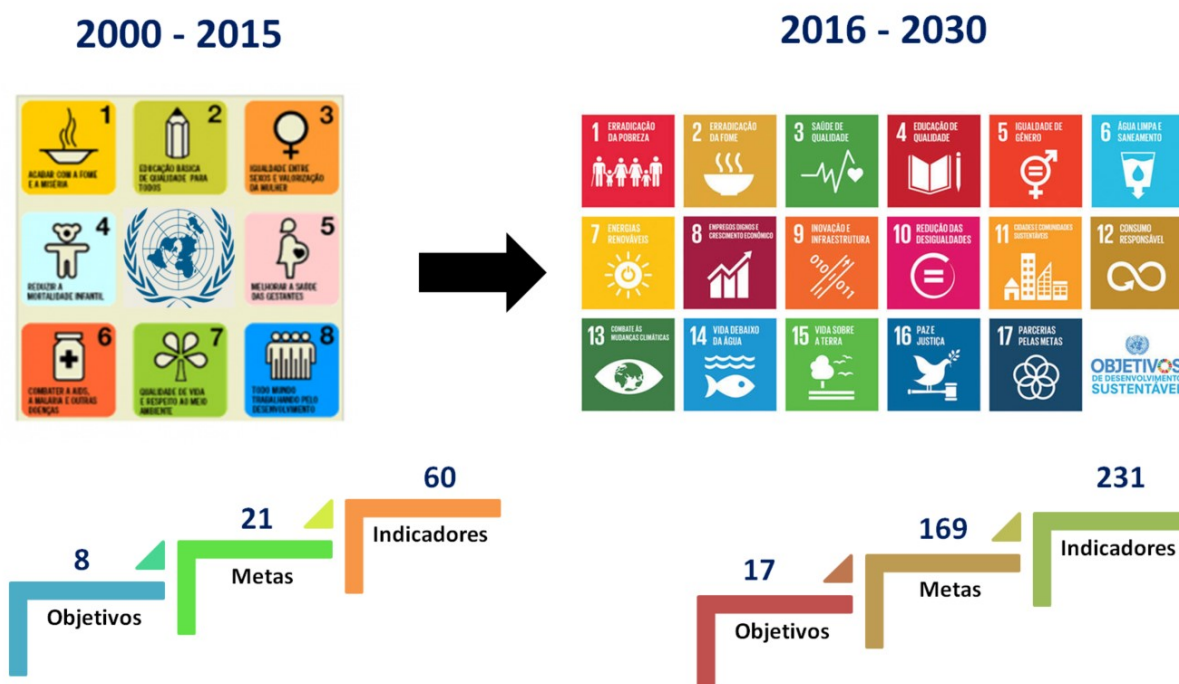 2000 - 2015
1
ACABAR COM A FOME
E A MISÉRIA
2
EDUCAÇÃO BÁSICA
DE QUALIDADE PARA
TODOS
3
IGUALDADE ENTRE
SEXOS E VALORIZAÇÃO
DA MULHER
4
REDUZIR A
MORTALIDADE INFANTIL
5
MELHORAR A SAÚDE
DAS GESTANTES
6
COMBATER A AIDS,
A MALÁRIA E OUTRAS
DOENÇAS
7
QUALIDADE DE VIDA
E RESPEITO AO MEIO
AMBIENTE
8
TODO MUNDO
TRABALHANDO PELO
DESENVOLVIMENTO
8
Objetivos
21
Metas
60
Indicadores
2016 - 2030
1 ERRADICAÇÃO
DA POBREZA
2 ERRADICAÇÃO
DA FOME
3 SAÚDE DE
QUALIDADE
4 EDUCAÇÃO DE
QUALIDADE
5 IGUALDADE DE
GÊNERO
6 ÁGUA LIMPA E
SANEAMENTO
7 ENERGIAS
RENOVÁVEIS
8 EMPREGOS DIGNOS E
CRESCIMENTO ECONÔMICO
9 INOVAÇÃO E
INFRAESTRUTURA
010
011
10 REDUÇÃO DAS
DESIGUALDADES
11 CIDADES E COMUNIDADES
SUSTENTÁVEIS
12 CONSUMO
RESPONSÁVEL
13 COMBATE ÀS
MUDANÇAS CLIMÁTICAS
14 VIDA DEBAIXO
DA ÁGUA
15 VIDA SOBRE
A TERRA
16 PAZ E
JUSTIÇA
17 PARCERIAS
PELAS METAS
OBJETIVOS
DE DESENVOLVIMENTO
SUSTENTÁVEL
17
Objetivos
169
Metas
231
Indicadores